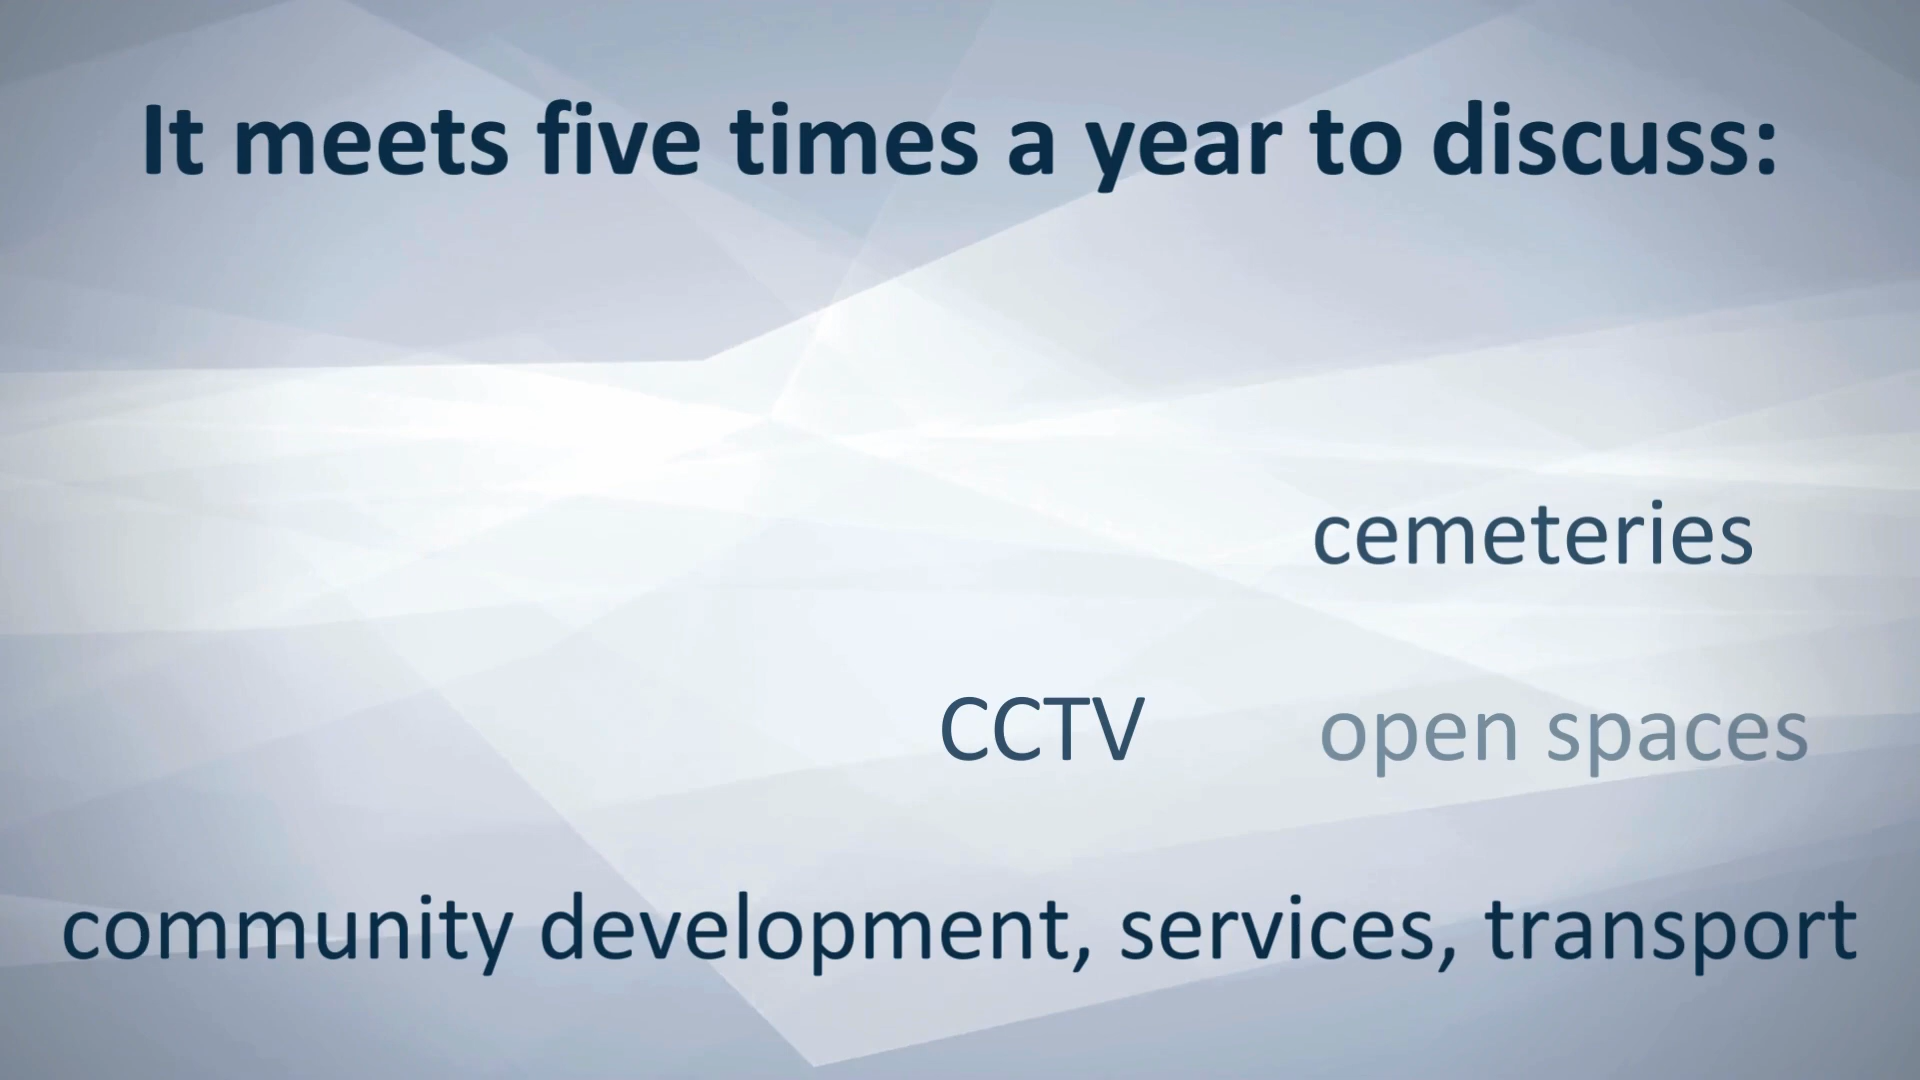 It meets five times a year to discuss:
cemeteries
CCTV open spaces
community development, services, transport